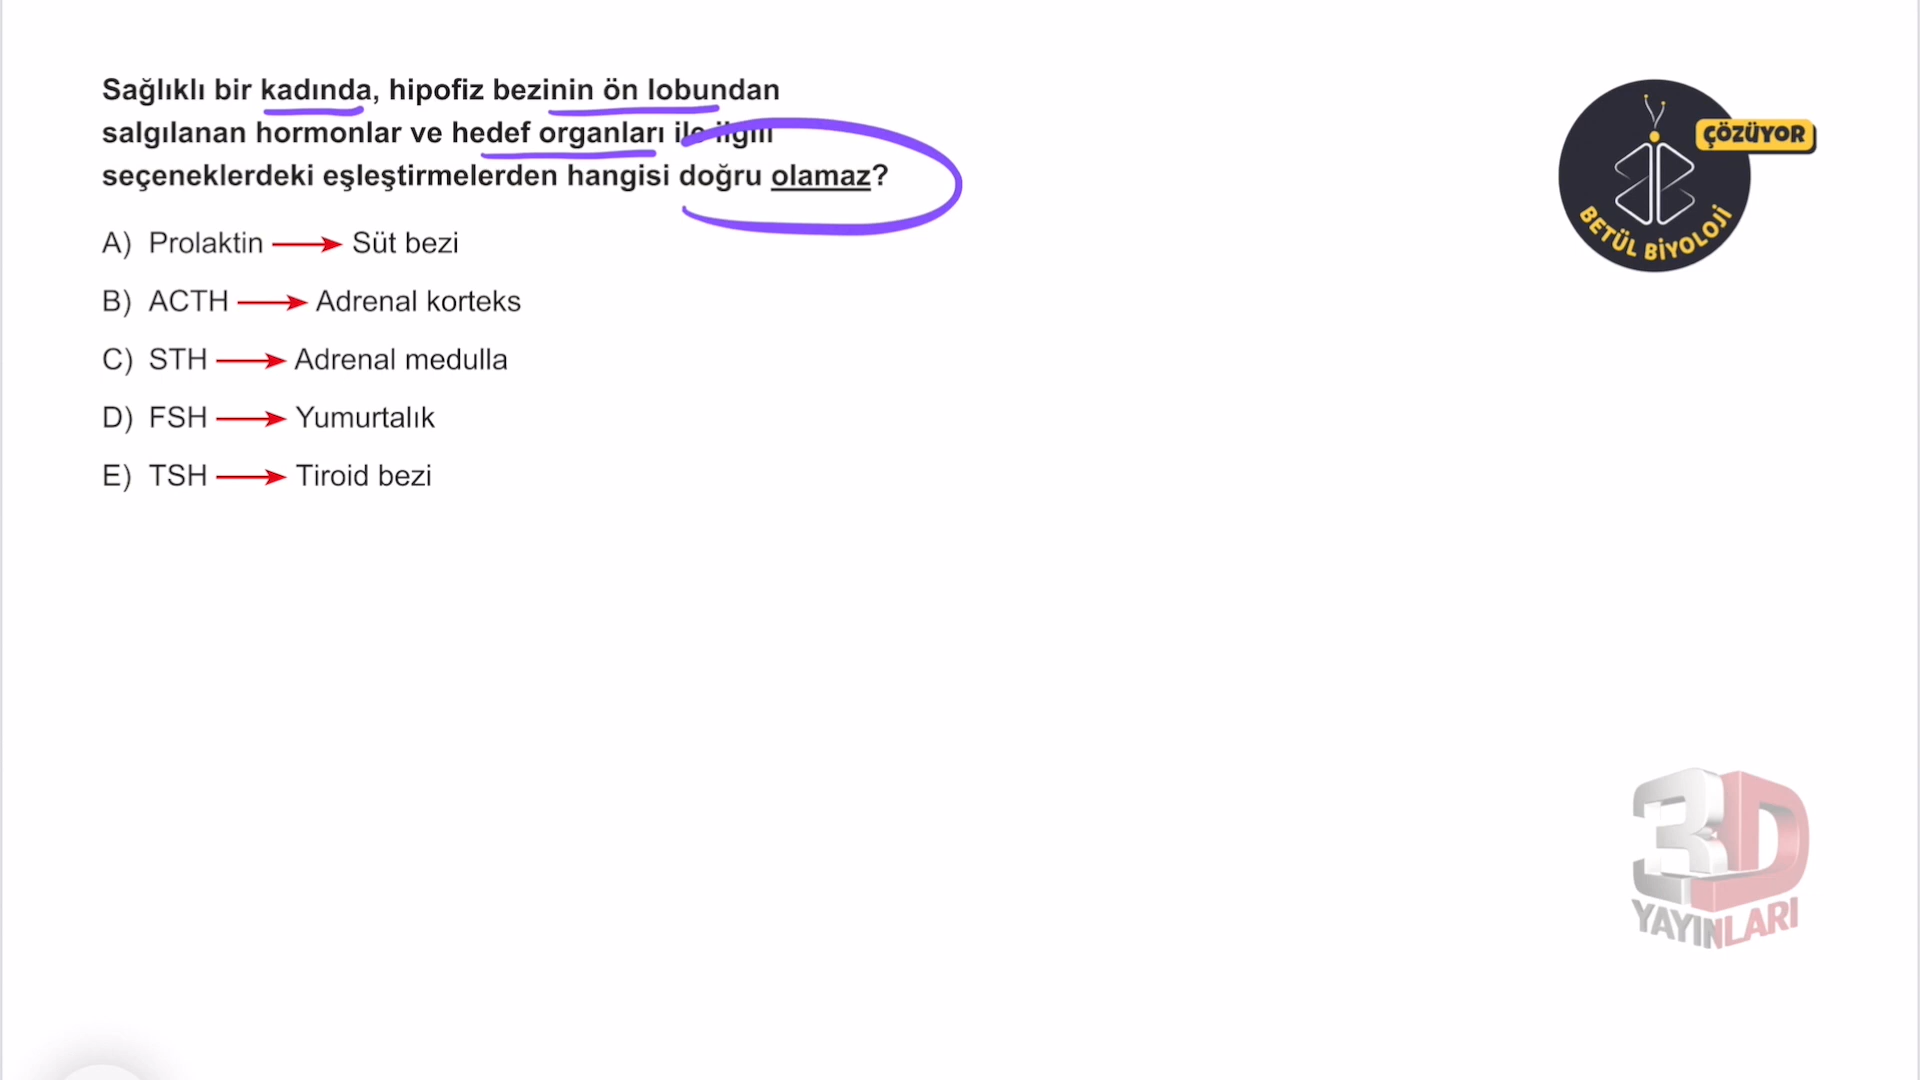 Sağlıklı bir kadında, hipofiz bezinin ön lobundan
salgılanan hormonlar ve hedef organları ile ilgili
seçeneklerdeki eşleştirmelerden hangisi doğru olamaz?
A) Prolaktin → Süt bezi
B) ACTH → Adrenal korteks
C) STH → Adrenal medulla
D) FSH → Yumurtalık
E) TSH → Tiroid bezi
ÇÖZÜYOR
BETÜL BİYOLOJİ
3D
YAYINLARI